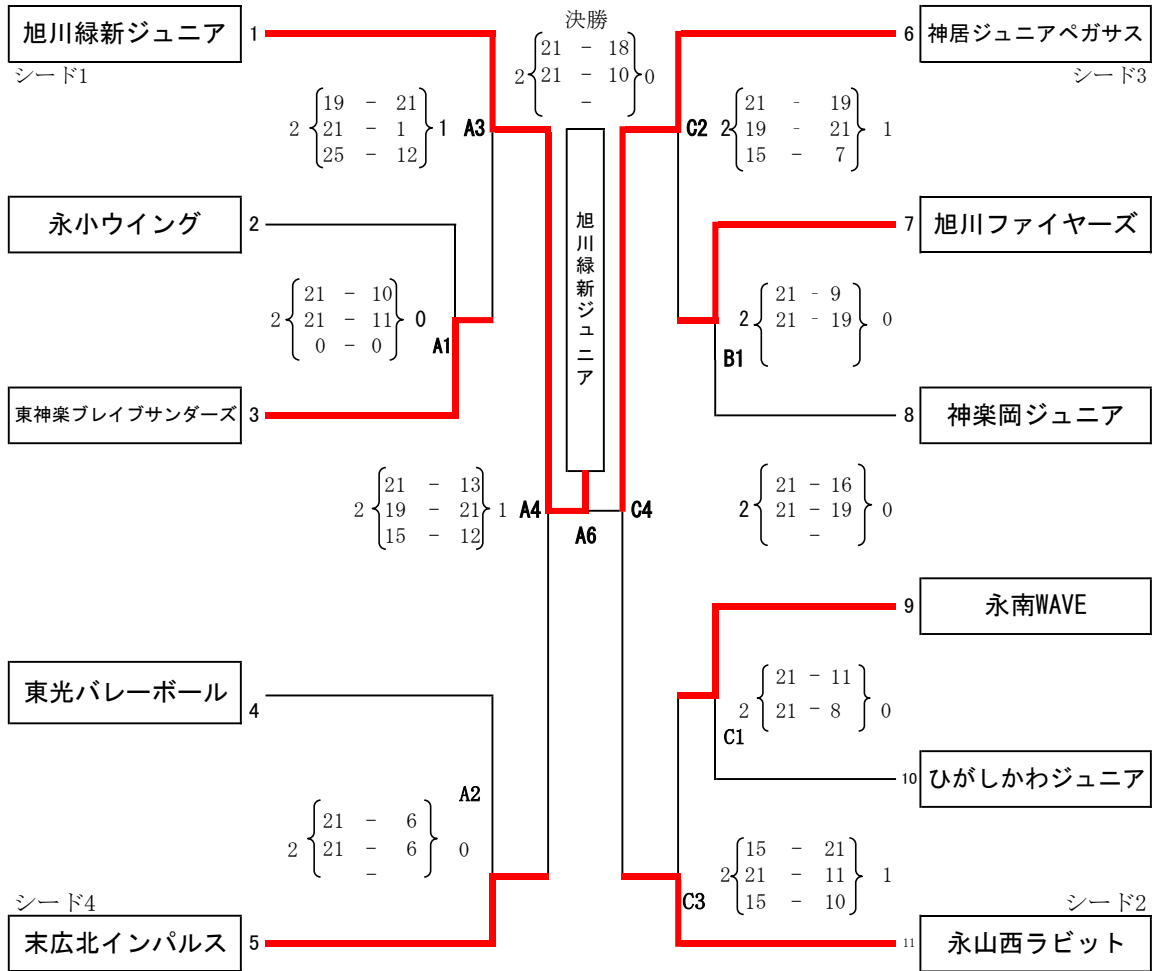 決勝
21 - 18
2 21 - 10 0
-
旭川緑新ジュニア 1
シード1
19 - 21
2 21 - 1 1 A3
25 - 12
永小ウイング 2
21 - 10
2 21 - 11 0
0 - 0
A1
東神楽ブレイブサンダーズ 3
21 - 13
2 19 - 21 1 A4
15 - 12
東光バレーボール 4
A2
21 - 6
2 21 - 6 0
-
シード4
末広北インパルス 5
旭川緑新ジュニア
A6
6 神居ジュニアペガサス
シード3
21 - 19
C2 2 19 - 21 1
15 - 7
7 旭川ファイヤーズ
21 - 9
2 21 - 19 0
B1
8 神楽岡ジュニア
21 - 16
C4 2 21 - 19 0
-
9 永南WAVE
21 - 11
2 21 - 8 0
C1
10 ひがしかわジュニア
15 - 21
2 21 - 11 1
15 - 10
C3
シード2
11 永山西ラビット